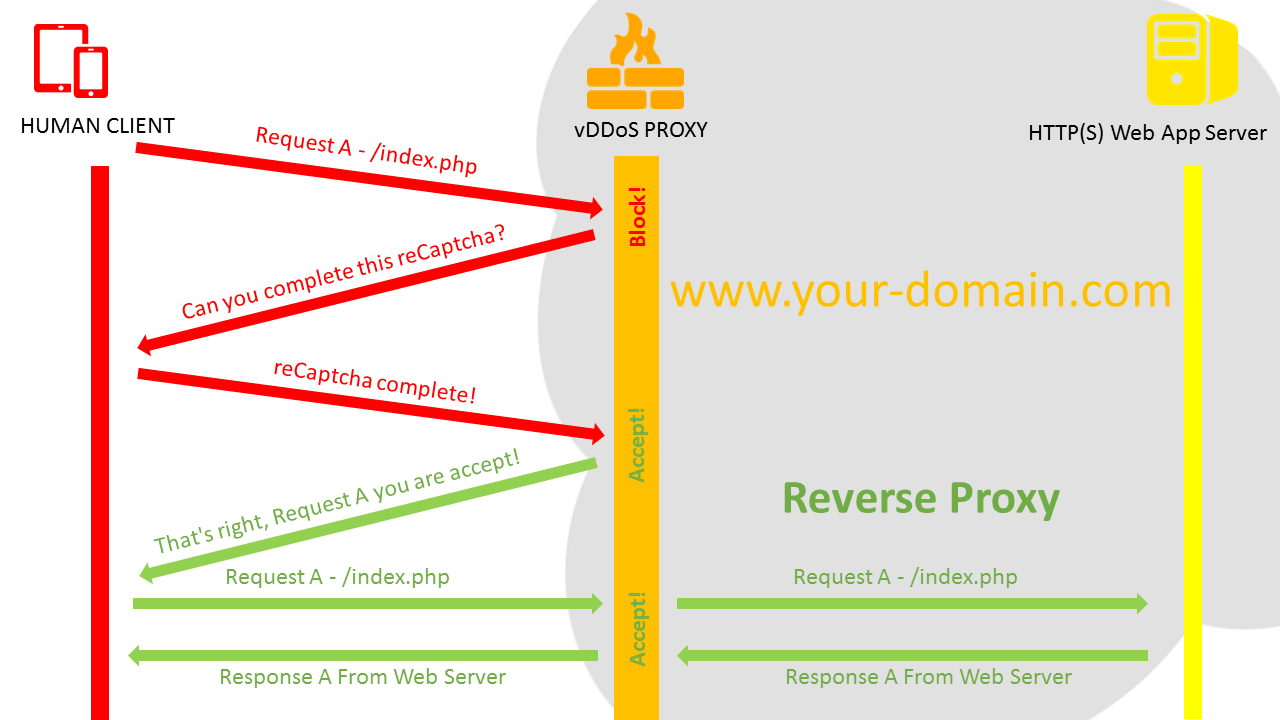 HUMAN CLIENT
vDDoS PROXY
HTTP(S) Web App Server
Request A - /index.php
Block!
Can you complete this reCaptcha?
www.your-domain.com
reCaptcha complete!
Accept!
That's right, Request A you are accept!
Reverse Proxy
Request A - /index.php
Request A - /index.php
Accept!
Response A From Web Server
Response A From Web Server